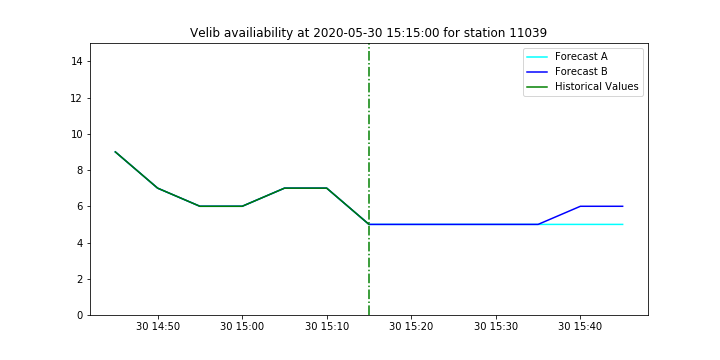 Velib availiability at 2020-05-30 15:15:00 for station 11039
Forecast A
Forecast B
Historical Values
14
12
10
8
6
4
2
0
30 14:50 30 15:00 30 15:10 30 15:20 30 15:30 30 15:40